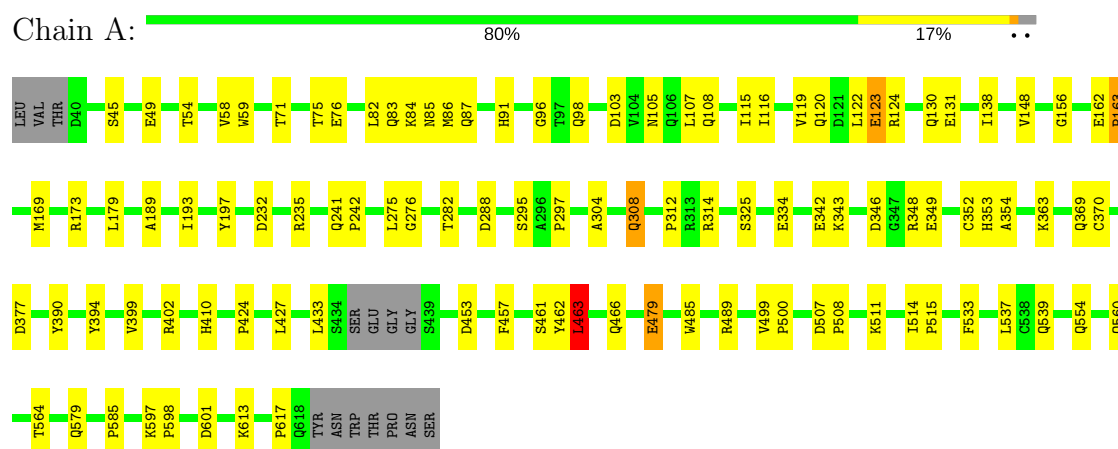 Chain A:
80% 17% • •
LEU VAL THR D40 S45 E49 T54 V58 W59 T71 T75 E76 L82 Q83 K84 N85 M86 Q87 H91 G96 T97 Q98 D103 V104 N105 Q106 L107 Q108 I115 I116 V119 Q120 D121 L122 E123 R124 Q130 E131 I138 V148 G156 E162
M169 R173 L179 A189 I193 Y197 D232 R235 Q241 P242 L275 G276 T282 D288 S295 A296 P297 A304 Q308 P312 R313 R314 S325 E334 E342 K343 D346 G347 R348 E349 C352 H353 A354 K363 Q369 C370
D377 Y390 Y394 V399 R402 H410 P424 L427 L433 S434 SER GLU GLY GLY S439 D453 F457 S461 Y462 L463 Q466 E479 W485 R489 V499 P500 D507 P508 K511 I514 P515 F533 L537 C538 Q539 Q554
T564 Q579 P585 K597 P598 D601 K613 P617 Q618 TYR ASN TRP THR PRO ASN SER